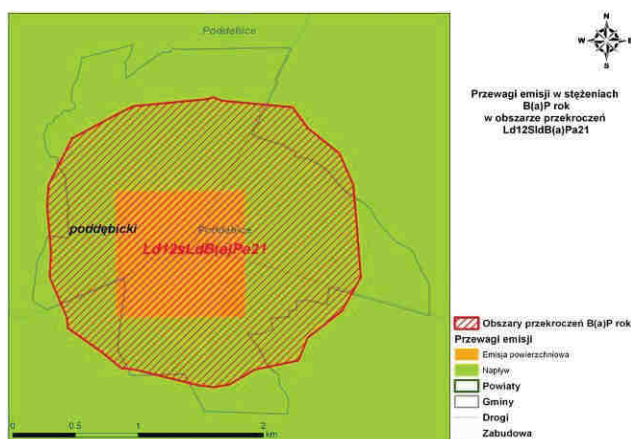 Poddębice
N
W E
S
Przewagi emisji w stężeniach
B(a)P rok
w obszarze przekroczeń
Ld12SldB(a)Pa21
poddębicki
Poddębice
Ld12sLdB(a)Pa21
Obszary przekroczeń B(a)P rok
Przewagi emisji
Emisja powierzchniowa
Napływ
Powiaty
Gminy
Drogi
Zabudowa
0 0,5 1 2
km